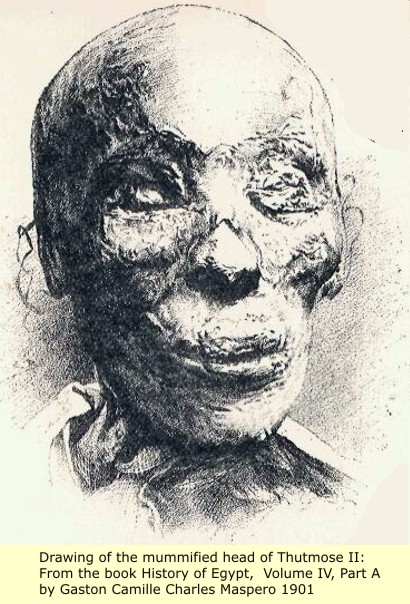 Drawing of the mummified head of Thutmose II:
From the book History of Egypt,  Volume IV, Part A
by Gaston Camille Charles Maspero 1901